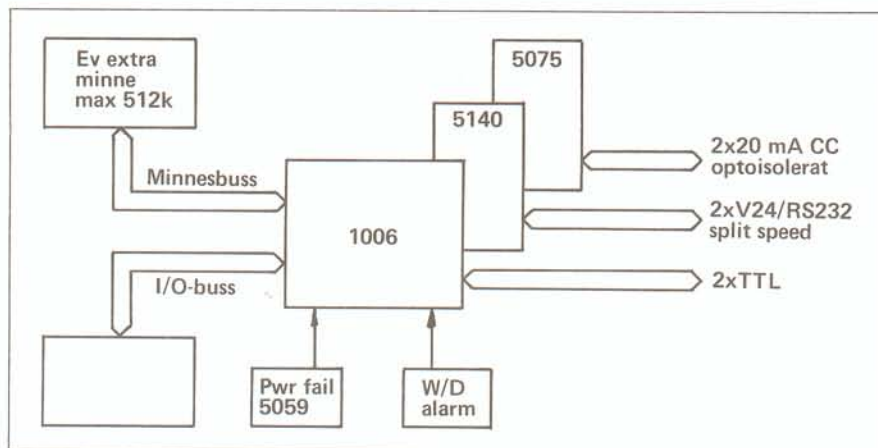 Ev extra
minne
max 512k
5075
5140
2x20 mA CC
optoisolerat
Minnesbuss
2xV24/RS232
split speed
1006
I/O-buss
2xTTL
Pwr fail
5059
W/D
alarm